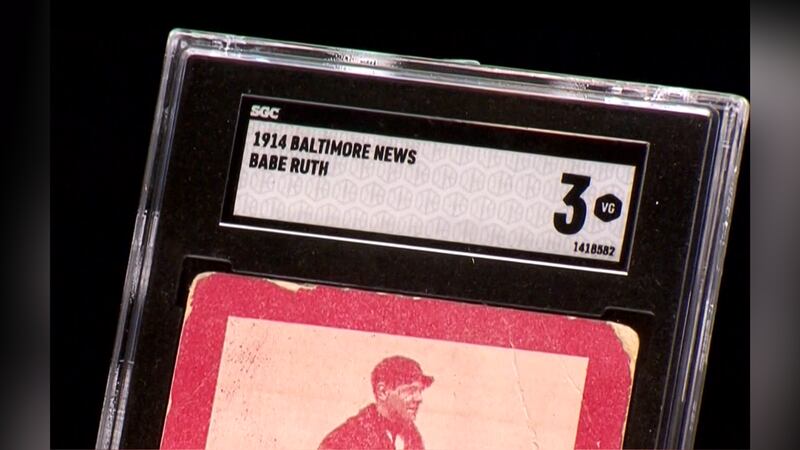 SGC
1914 BALTIMORE NEWS
BABE RUTH
3
VG
1418582